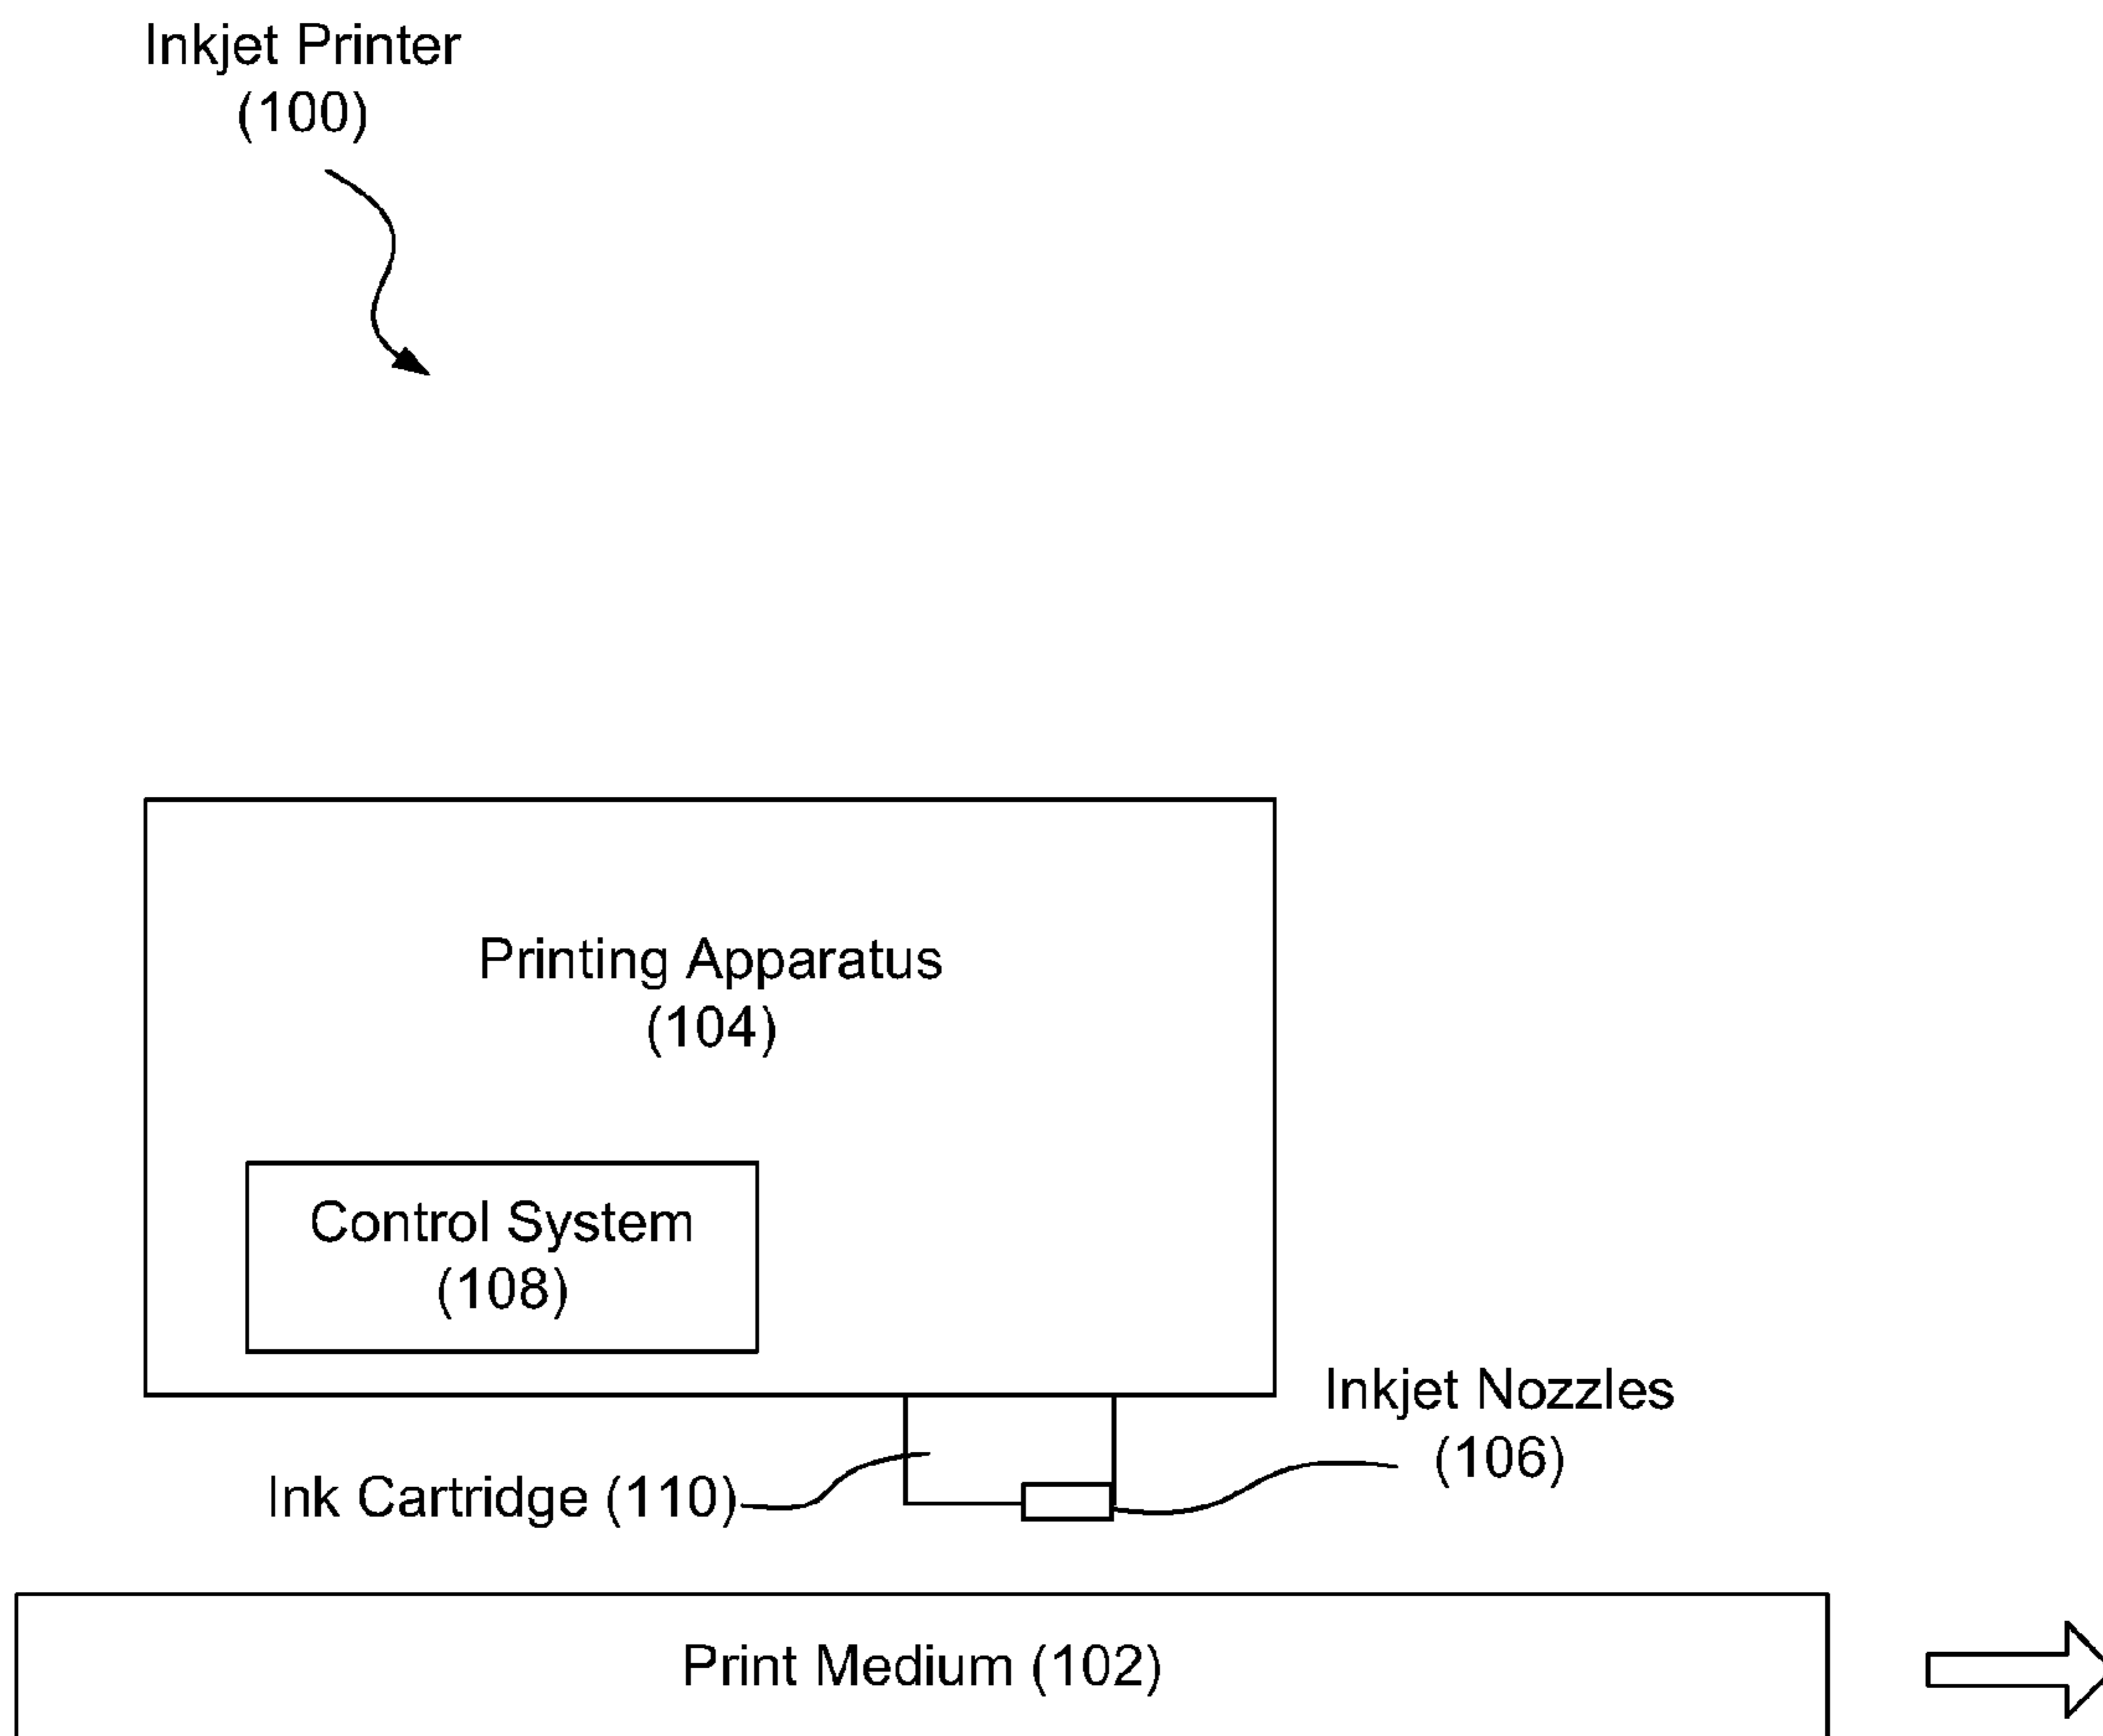 Inkjet Printer
(100)
Printing Apparatus
(104)
Control System
(108)
Inkjet Nozzles
(106)
Ink Cartridge (110)
Print Medium (102)